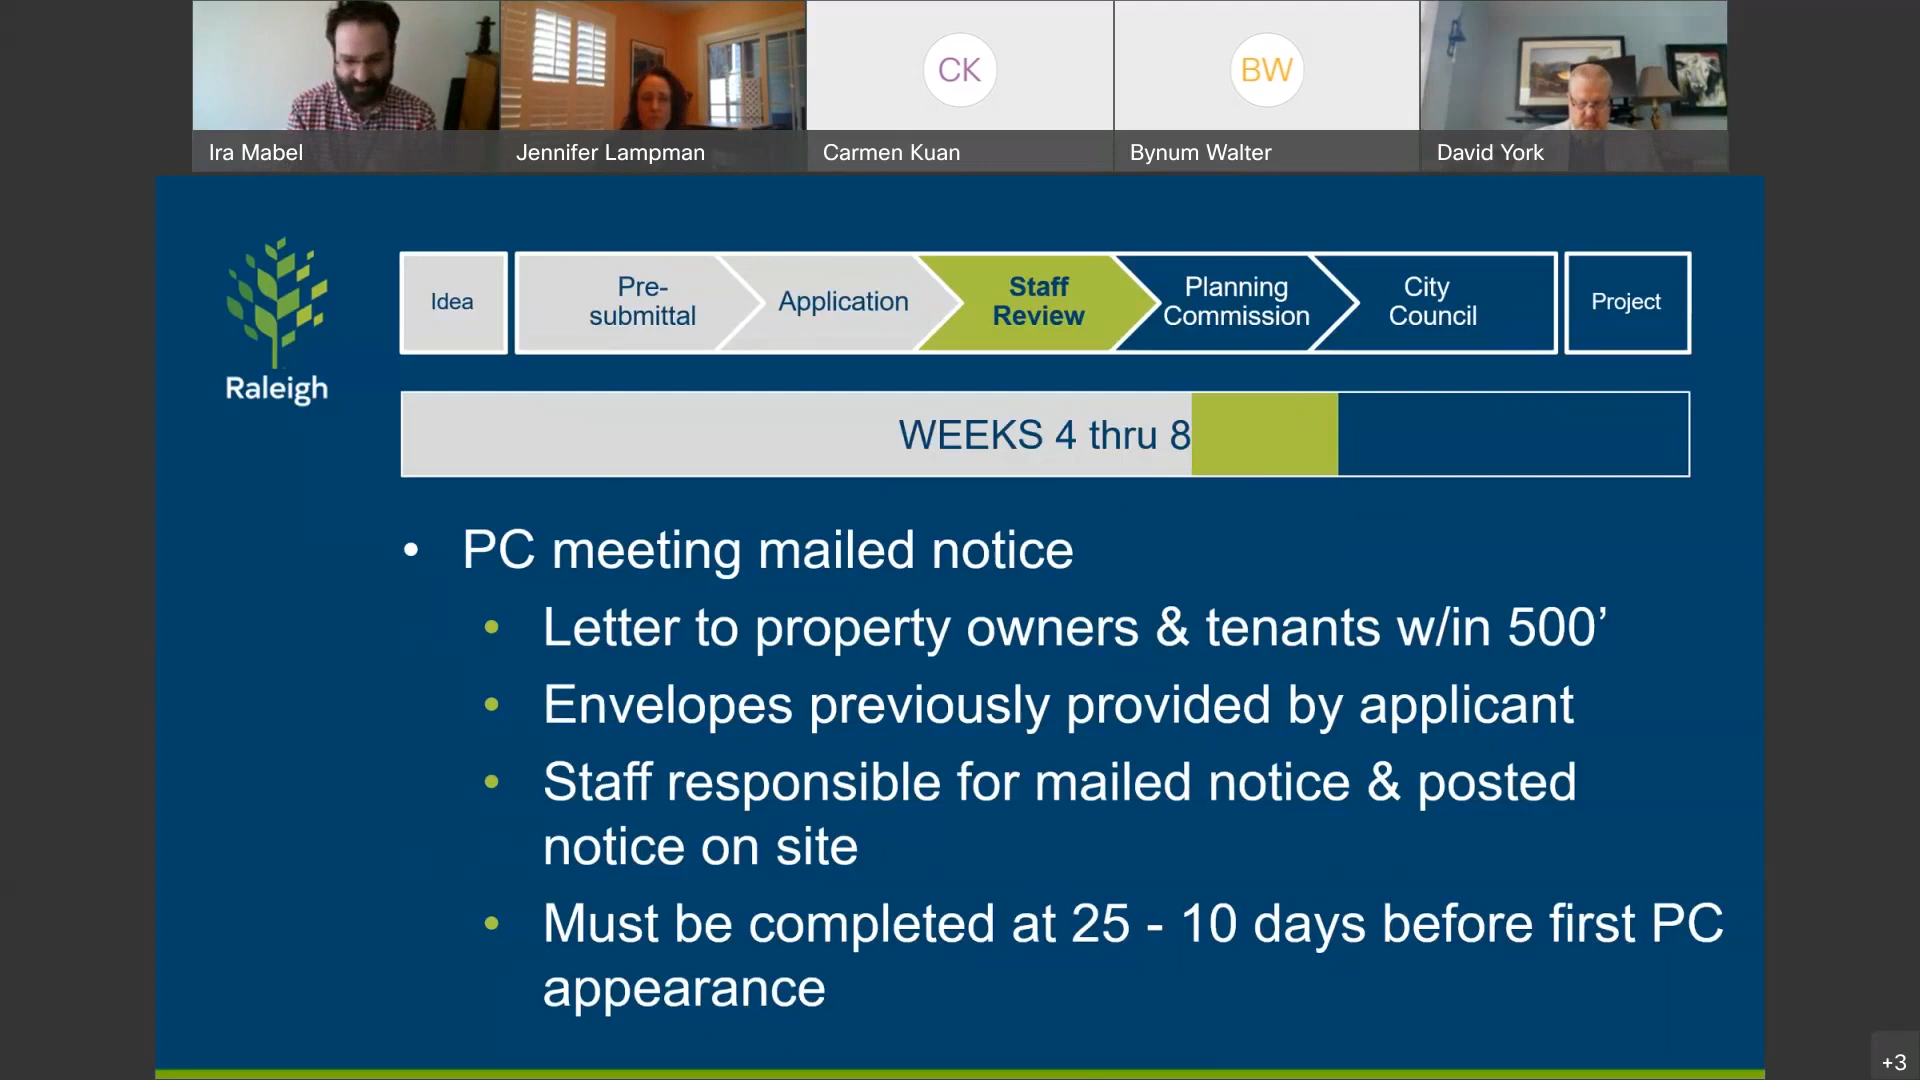 CK
BW
Ira Mabel
Jennifer Lampman
Carmen Kuan
Bynum Walter
David York
Raleigh
Idea
Pre-
submittal
Application
Staff
Review
Planning
Commission
City
Council
Project
WEEKS 4 thru 8
• PC meeting mailed notice
• Letter to property owners & tenants w/in 500’
• Envelopes previously provided by applicant
• Staff responsible for mailed notice & posted
notice on site
• Must be completed at 25 - 10 days before first PC
appearance
+3